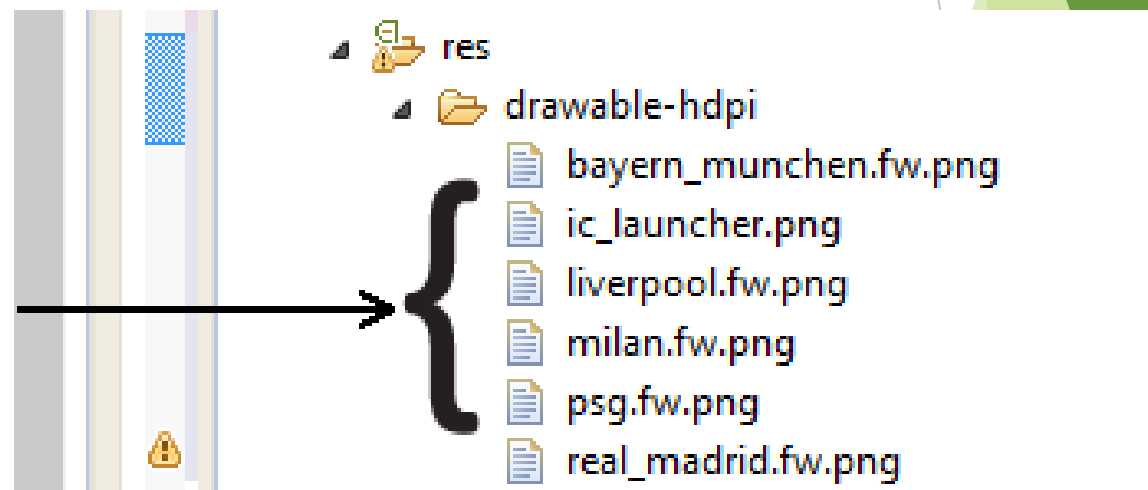 res
drawable-hdpi
bayern_munchen.fw.png
ic_launcher.png
liverpool.fw.png
milan.fw.png
psg.fw.png
real_madrid.fw.png